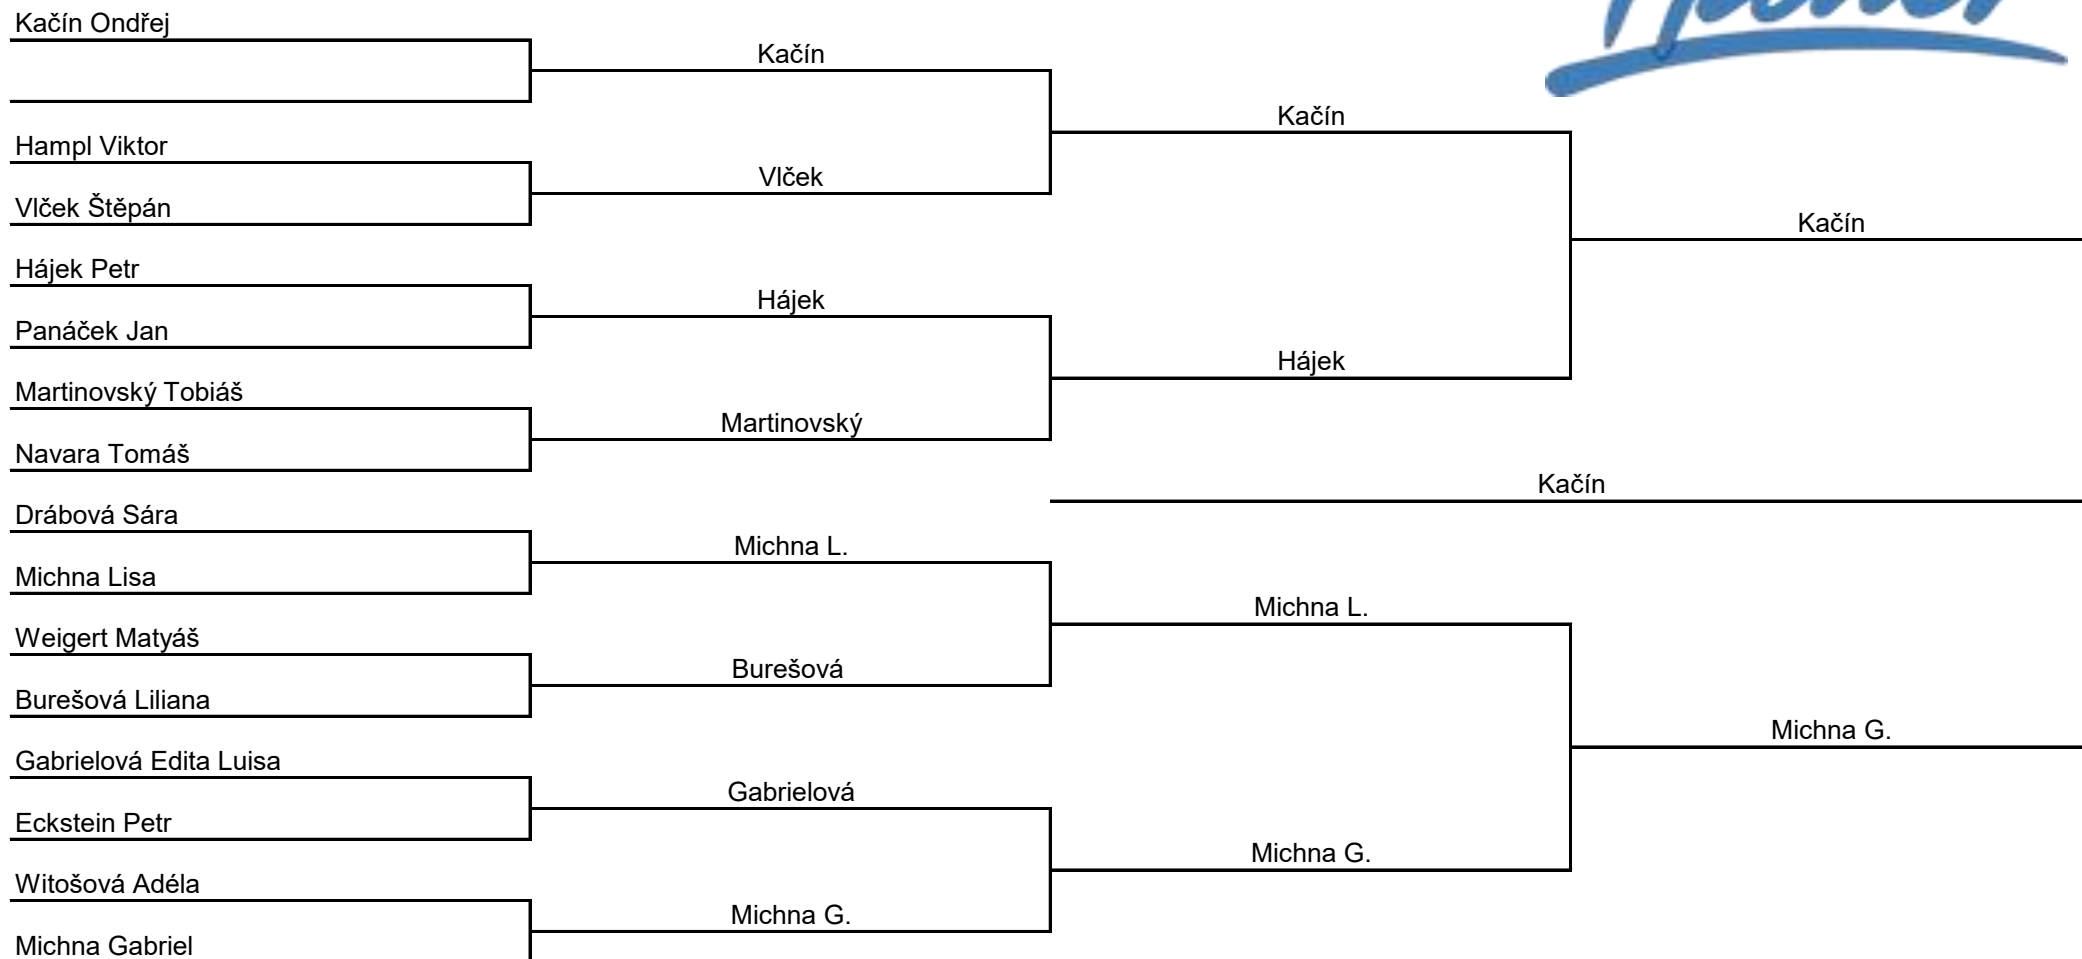 Kačín Ondřej
Kačín
Kačín
Hampl Viktor
Vlček
Vlček Štěpán
Kačín
Hájek Petr
Hájek
Panáček Jan
Hájek
Martinovský Tobiáš
Martinovský
Navara Tomáš
Kačín
Drábová Sára
Michna L.
Michna Lisa
Michna L.
Weigert Matyáš
Burešová
Burešová Liliana
Michna G.
Gabrielová Edita Luisa
Gabrielová
Eckstein Petr
Michna G.
Witošová Adéla
Michna G.
Michna Gabriel